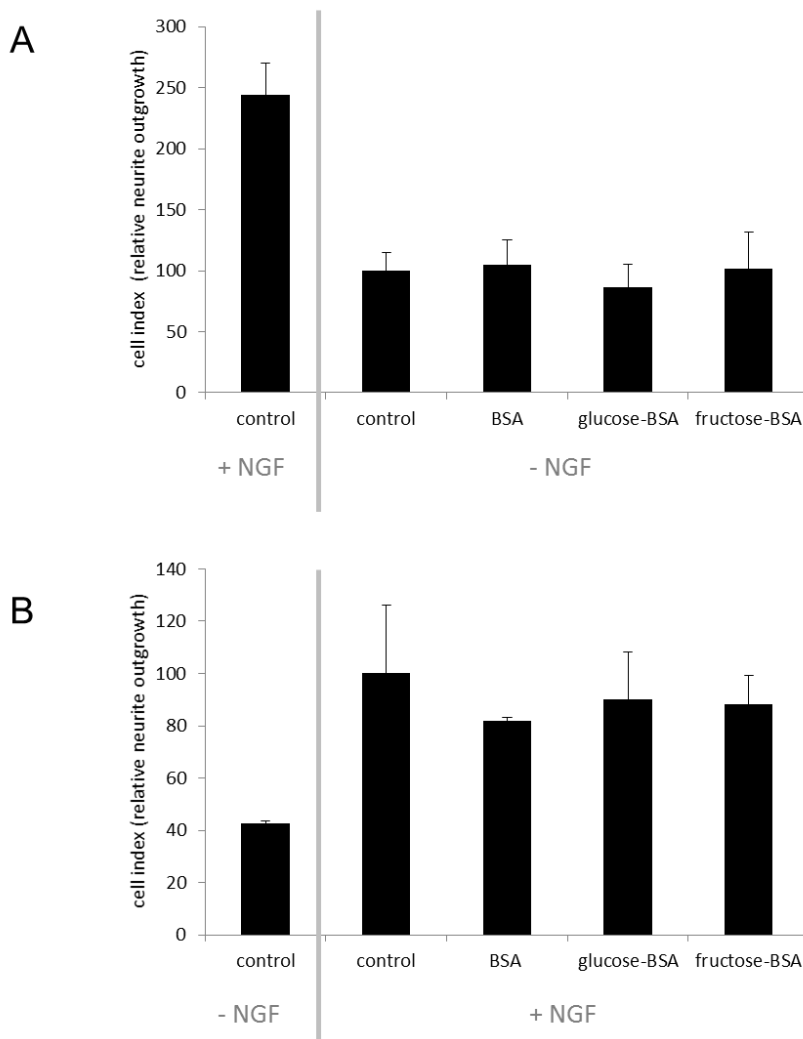 A
cell index (relative neurite outgrowth)
300
250
200
150
100
50
0
control control BSA glucose-BSA fructose-BSA
+ NGF - NGF
B
cell index (relative neurite outgrowth)
140
120
100
80
60
40
20
0
control control BSA glucose-BSA fructose-BSA
- NGF + NGF